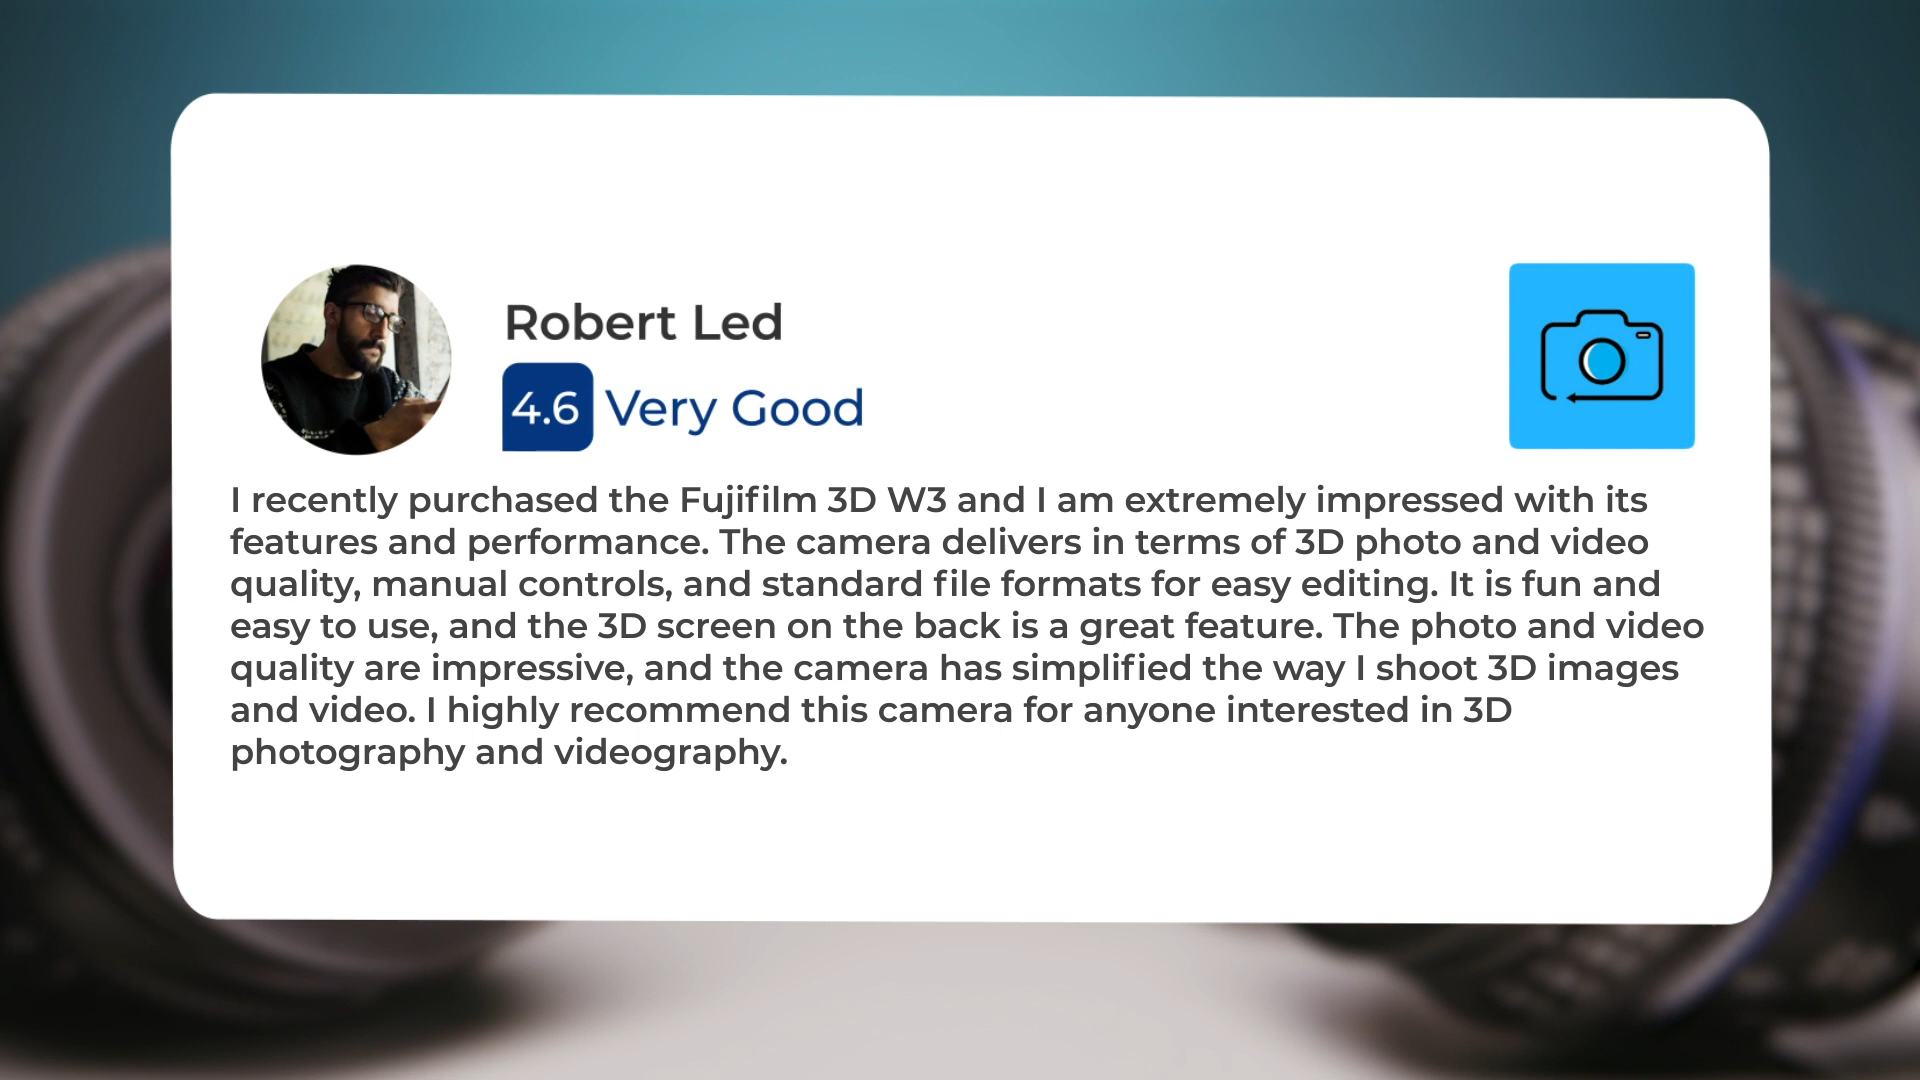 Robert Led
4.6 Very Good
I recently purchased the Fujifilm 3D W3 and I am extremely impressed with its
features and performance. The camera delivers in terms of 3D photo and video
quality, manual controls, and standard file formats for easy editing. It is fun and
easy to use, and the 3D screen on the back is a great feature. The photo and video
quality are impressive, and the camera has simplified the way I shoot 3D images
and video. I highly recommend this camera for anyone interested in 3D
photography and videography.